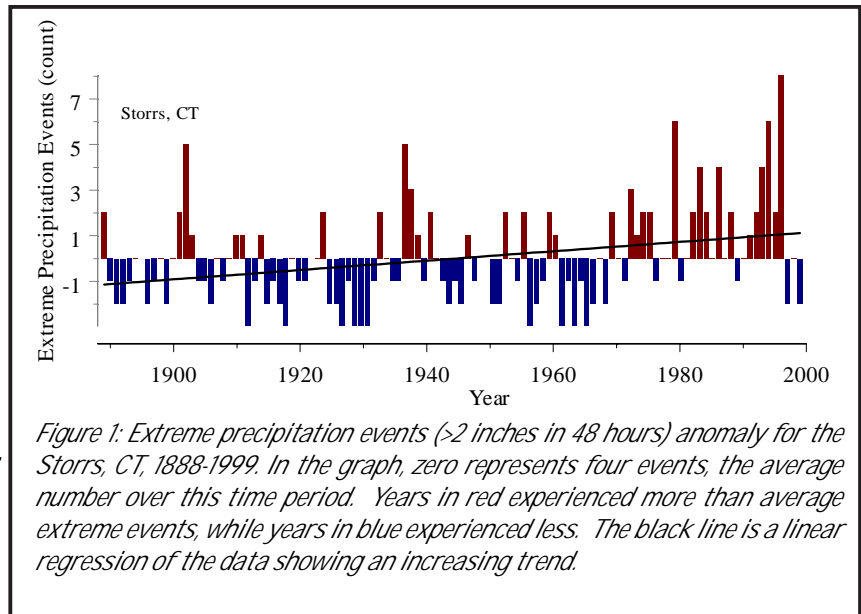 Extreme Precipitation Events (count)
7
5
3
1
-1
Storrs, CT
1900
1920
1940
1960
1980
2000
Year
Figure 1: Extreme precipitation events (>2 inches in 48 hours) anomaly for the
Storrs, CT, 1888-1999. In the graph, zero represents four events, the average
number over this time period. Years in red experienced more than average
extreme events, while years in blue experienced less. The black line is a linear
regression of the data showing an increasing trend.